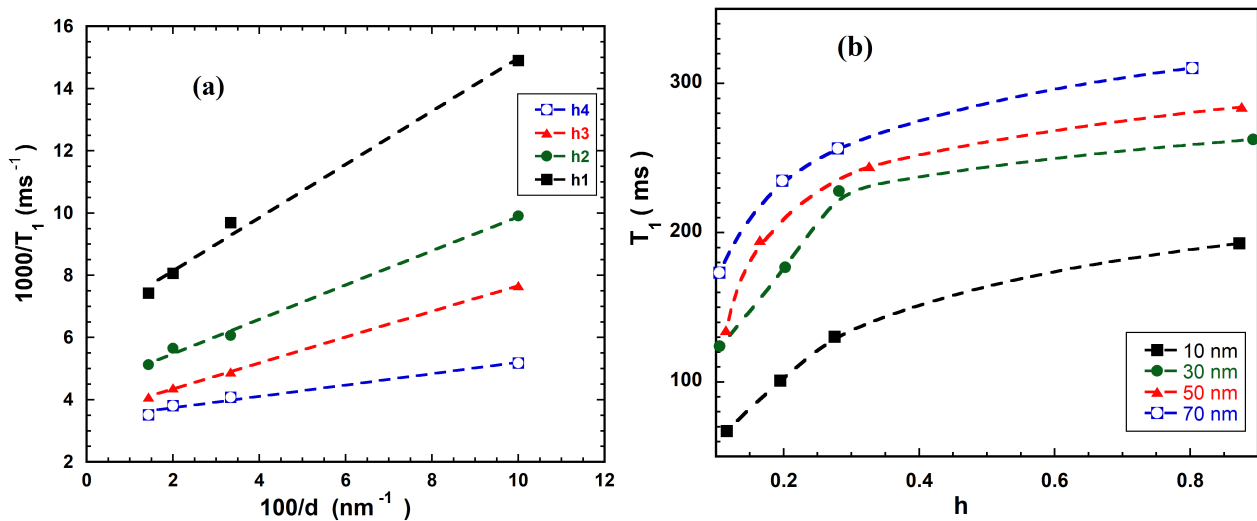 (a)
16
14
12
10
8
6
4
2
1000/T₁ (ms⁻¹)
h4
h3
h2
h1
0 2 4 6 8 10 12
100/d (nm⁻¹)
(b)
300
200
100
T₁ ( ms)
10 nm
30 nm
50 nm
70 nm
0.2 0.4 0.6 0.8
h